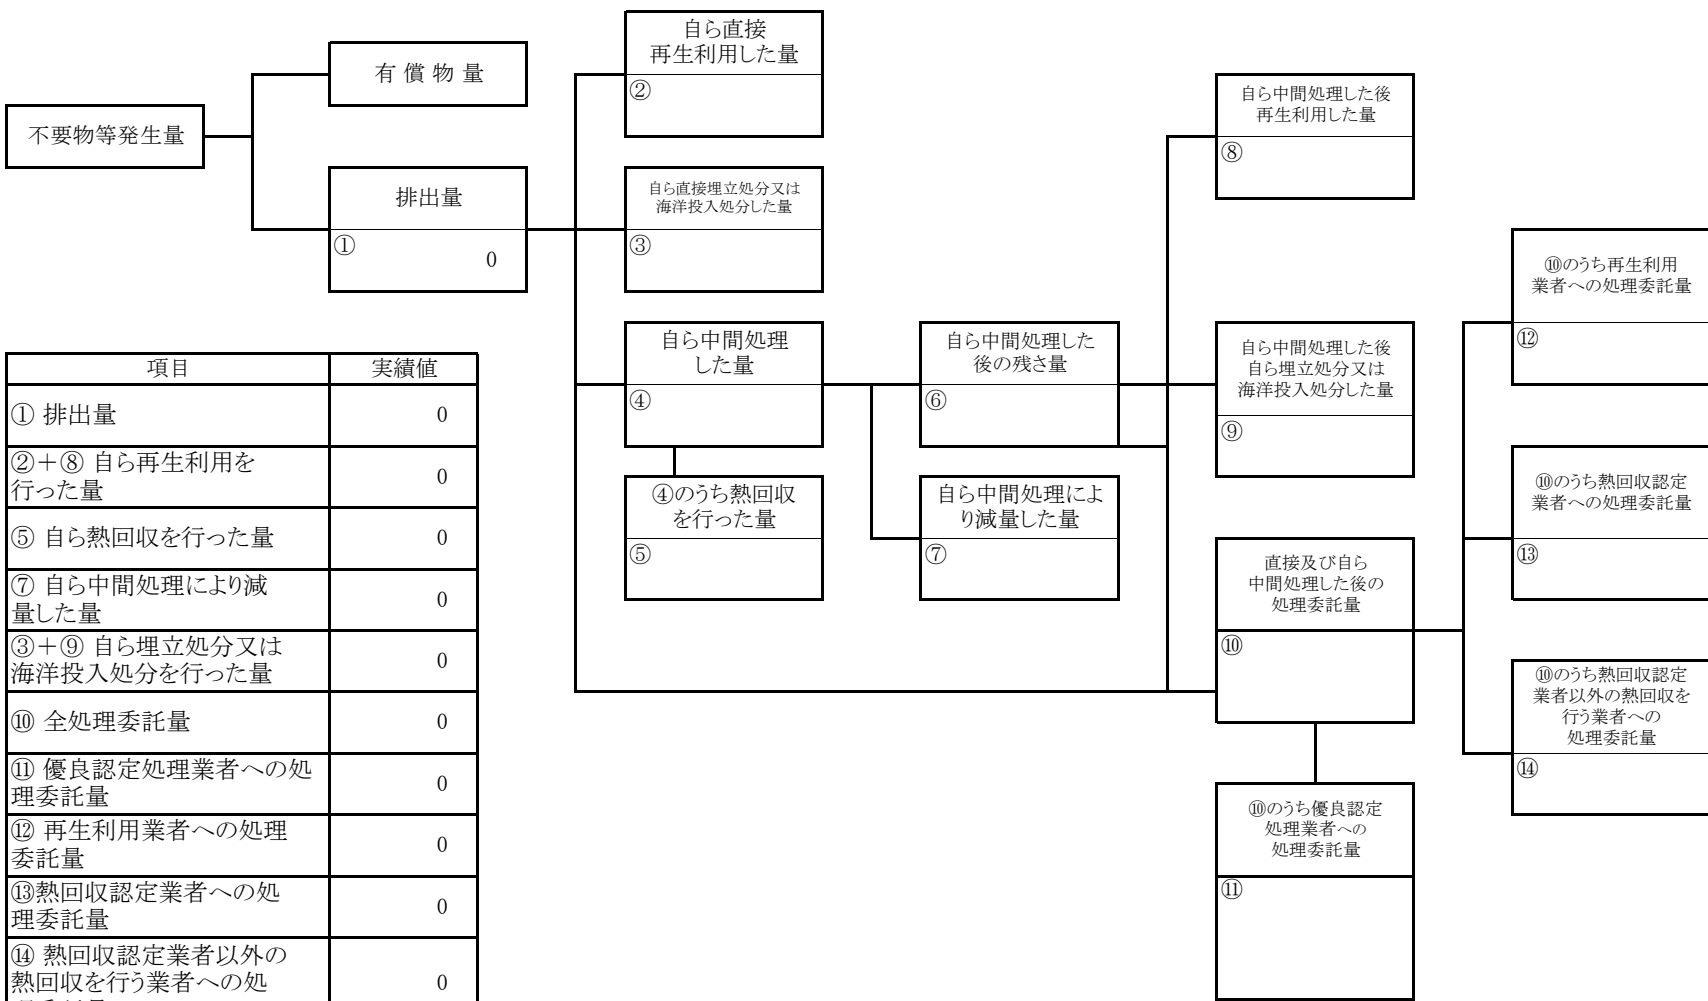 不要物等発生量
有 償 物 量
排出量
①
0
自ら直接
再生利用した量
②
自ら直接埋立処分又は
海洋投入処分した量
③
自ら中間処理
した量
④
④のうち熱回収
を行った量
⑤
自ら中間処理した
後の残さ量
⑥
自ら中間処理によ
り減量した量
⑦
自ら中間処理した後
再生利用した量
⑧
自ら中間処理した後
自ら埋立処分又は
海洋投入処分した量
⑨
直接及び自ら
中間処理した後の
処理委託量
⑩
⑩のうち優良認定
処理業者への
処理委託量
⑪
⑩のうち再生利用
業者への処理委託量
⑫
⑩のうち熱回収認定
業者への処理委託量
⑬
⑩のうち熱回収認定
業者以外の熱回収を
行う業者への
処理委託量
⑭
項目 実績値
① 排出量 0
②+⑧ 自ら再生利用を
行った量 0
⑤ 自ら熱回収を行った量 0
⑦ 自ら中間処理により減
量した量 0
③+⑨ 自ら埋立処分又は
海洋投入処分を行った量 0
⑩ 全処理委託量 0
⑪ 優良認定処理業者への処
理委託量 0
⑫ 再生利用業者への処理
委託量 0
⑬熱回収認定業者への処
理委託量 0
⑭ 熱回収認定業者以外の
熱回収を行う業者への処 0